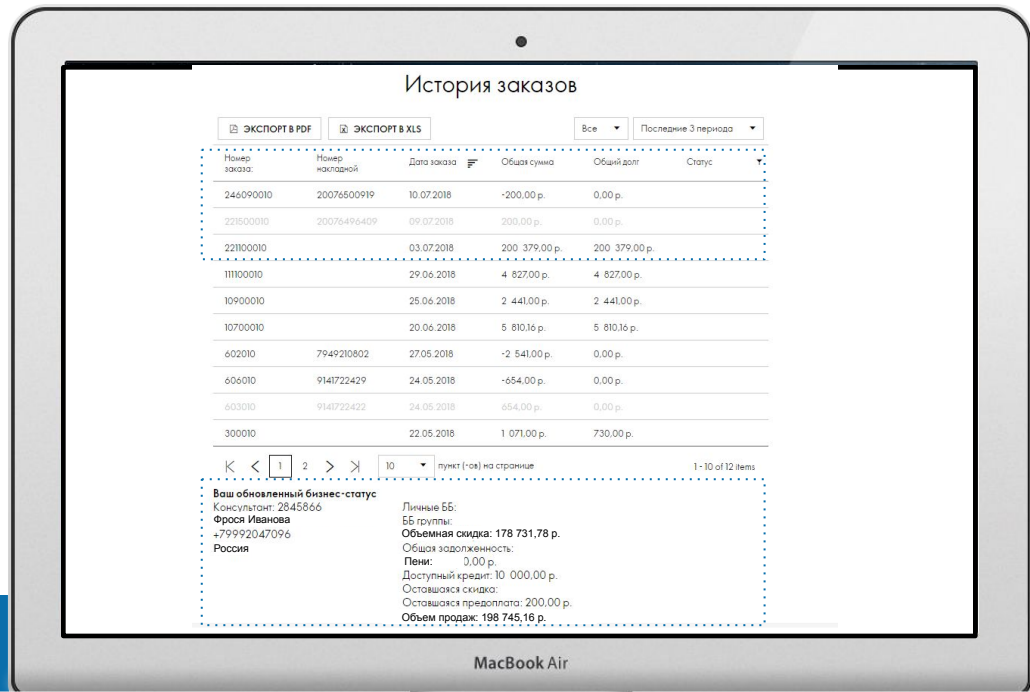 История заказов
ЭКСПОРТ В PDF ЭКСПОРТ В XLS Все Последние 3 периода
Номер заказа: Номер накладной Дата заказа Общая сумма Общий долг Статус
246090010 20076500919 10.07.2018 -200,00 р. 0,00 р.
221500010 20076496409 09.07.2018 200,00 р. 0,00 р.
221100010 03.07.2018 200 379,00 р. 200 379,00 р.
111100010 29.06.2018 4 827,00 р. 4 827,00 р.
10900010 25.06.2018 2 441,00 р. 2 441,00 р.
10700010 20.06.2018 5 810,16 р. 5 810,16 р.
602010 7949210802 27.05.2018 -2 541,00 р. 0,00 р.
606010 9141722429 24.05.2018 -654,00 р. 0,00 р.
603010 9141722422 24.05.2018 654,00 р. 0,00 р.
300010 22.05.2018 1 071,00 р. 730,00 р.
1 2 10 пункт (-ов) на странице 1 - 10 of 12 items
Ваш обновленный бизнес-статус
Консультант: 2845866
Фрося Иванова
+79992047096
Россия
Личные ББ:
ББ группы:
Объемная скидка: 178 731,78 р.
Общая задолженность:
Пени: 0,00 р.
Доступный кредит: 10 000,00 р.
Оставшаяся скидка:
Оставшаяся предоплата: 200,00 р.
Объем продаж: 198 745,16 р.
MacBook Air